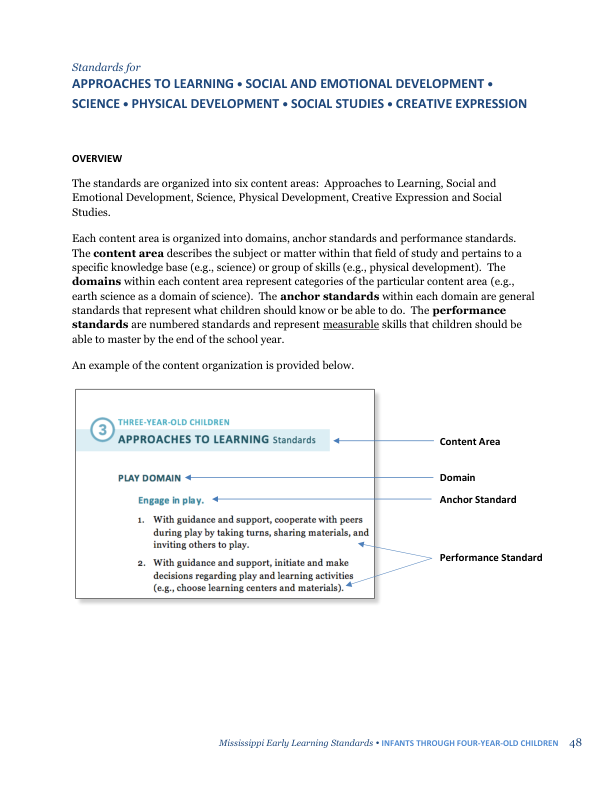 Standards for
APPROACHES TO LEARNING • SOCIAL AND EMOTIONAL DEVELOPMENT •
SCIENCE • PHYSICAL DEVELOPMENT • SOCIAL STUDIES • CREATIVE EXPRESSION
OVERVIEW
The standards are organized into six content areas:  Approaches to Learning, Social and
Emotional Development, Science, Physical Development, Creative Expression and Social
Studies.
Each content area is organized into domains, anchor standards and performance standards.
The content area describes the subject or matter within that field of study and pertains to a
specific knowledge base (e.g., science) or group of skills (e.g., physical development).  The
domains within each content area represent categories of the particular content area (e.g.,
earth science as a domain of science).  The anchor standards within each domain are general
standards that represent what children should know or be able to do.  The performance
standards are numbered standards and represent measurable skills that children should be
able to master by the end of the school year.
An example of the content organization is provided below.
3
THREE-YEAR-OLD CHILDREN
APPROACHES TO LEARNING Standards
Content Area
PLAY DOMAIN
Domain
Engage in play.
Anchor Standard
1. With guidance and support, cooperate with peers
during play by taking turns, sharing materials, and
inviting others to play.
Performance Standard
2. With guidance and support, initiate and make
decisions regarding play and learning activities
(e.g., choose learning centers and materials).
Mississippi Early Learning Standards • INFANTS THROUGH FOUR-YEAR-OLD CHILDREN 48